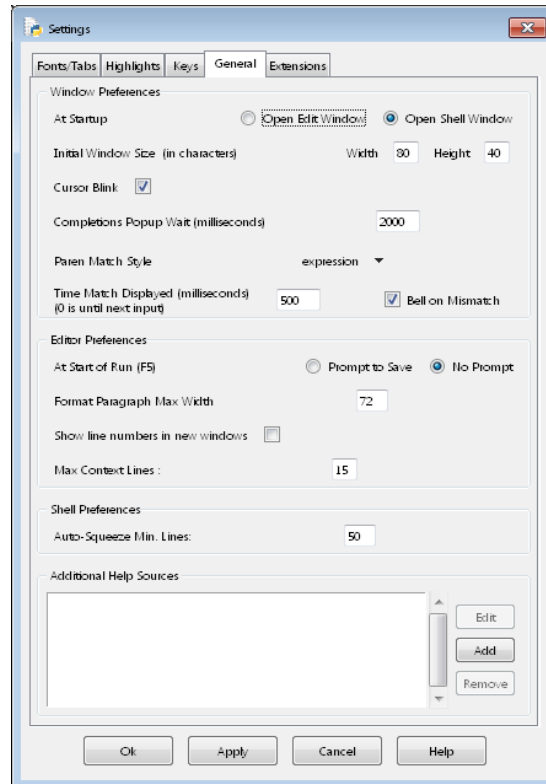 Settings
Fonts/Tabs Highlights Keys General Extensions
Window Preferences
At Startup Open Edit Window Open Shell Window
Initial Window Size (in characters) Width 80 Height 40
Cursor Blink
Completions Popup Wait (milliseconds) 2000
Paren Match Style expression
Time Match Displayed (milliseconds)
(0 is until next input) 500 Bell on Mismatch
Editor Preferences
At Start of Run (F5) Prompt to Save No Prompt
Format Paragraph Max Width 72
Show line numbers in new windows
Max Context Lines : 15
Shell Preferences
Auto-Squeeze Min. Lines: 50
Additional Help Sources
Edit
Add
Remove
Ok Apply Cancel Help